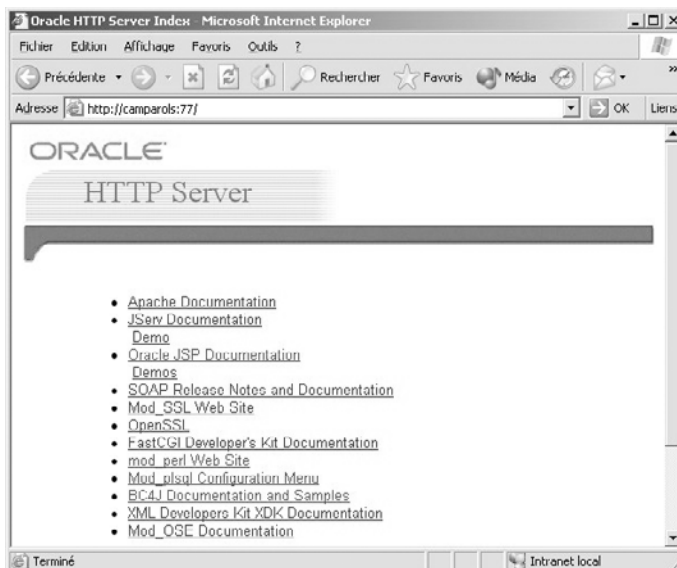 Oracle HTTP Server Index - Microsoft Internet Explorer
Fichier Edition Affichage Favoris Outils ?
Précédente Rechercher Favoris Média »
Adresse http://camparols:77/ OK Liens
ORACLE
HTTP Server
Apache Documentation
JServ Documentation
Demo
Oracle JSP Documentation
Demos
SOAP Release Notes and Documentation
Mod_SSL Web Site
OpenSSL
FastCGI Developer's Kit Documentation
mod_perl Web Site
Mod_plsql Configuration Menu
BC4J Documentation and Samples
XML Developers Kit XDK Documentation
Mod_OSE Documentation
Terminé Intranet local